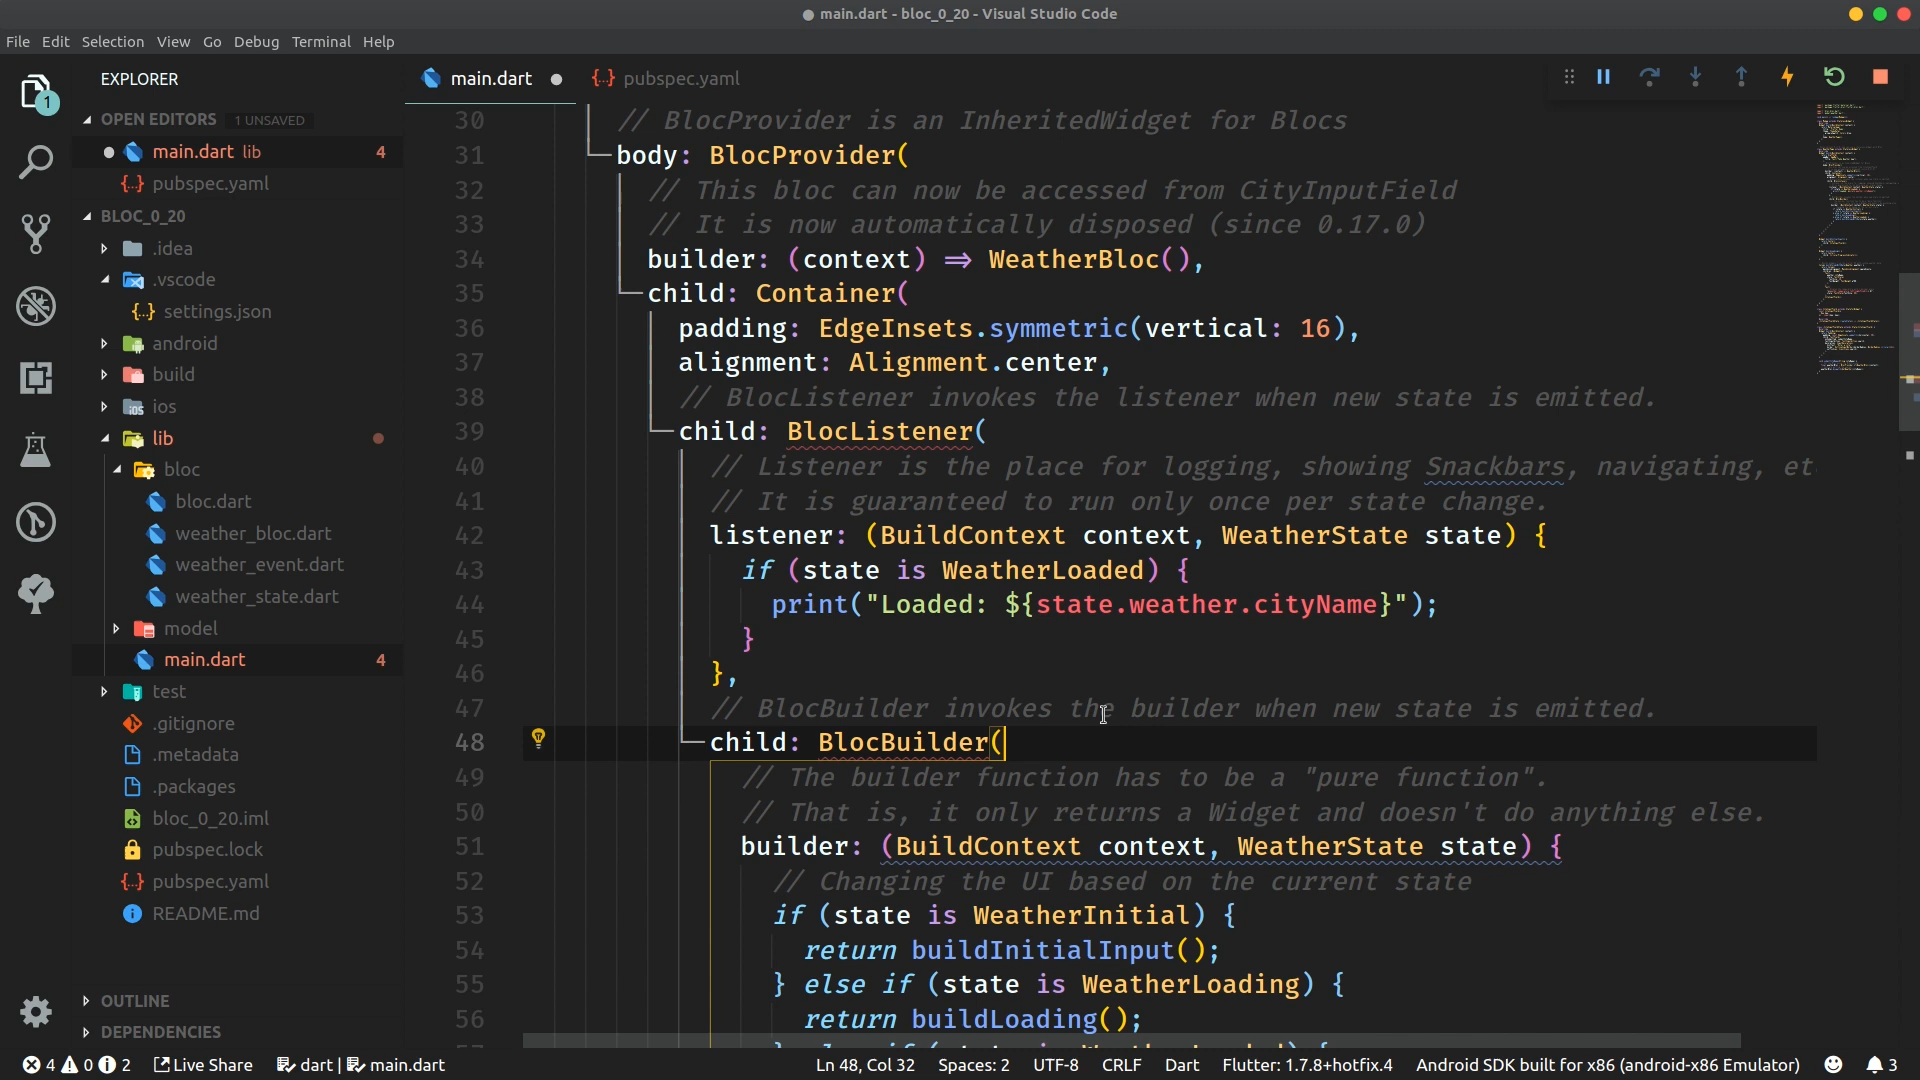 main.dart - bloc_0_20 - Visual Studio Code
File Edit Selection View Go Debug Terminal Help
EXPLORER
main.dart
pubspec.yaml
1
OPEN EDITORS 1 UNSAVED
main.dart lib 4
pubspec.yaml
BLOC_0_20
.idea
.vscode
settings.json
android
build
ios
lib
bloc
bloc.dart
weather_bloc.dart
weather_event.dart
weather_state.dart
model
main.dart 4
test
.gitignore
.metadata
.packages
bloc_0_20.iml
pubspec.lock
pubspec.yaml
README.md
OUTLINE
DEPENDENCIES
30 // BlocProvider is an InheritedWidget for Blocs
31 body: BlocProvider(
32 // This bloc can now be accessed from CityInputField
33 // It is now automatically disposed (since 0.17.0)
34 builder: (context) => WeatherBloc(),
35 child: Container(
36 padding: EdgeInsets.symmetric(vertical: 16),
37 alignment: Alignment.center,
38 // BlocListener invokes the listener when new state is emitted.
39 child: BlocListener(
40 // Listener is the place for logging, showing Snackbars, navigating, et
41 // It is guaranteed to run only once per state change.
42 listener: (BuildContext context, WeatherState state) {
43 if (state is WeatherLoaded) {
44 print("Loaded: ${state.weather.cityName}");
45 }
46 },
47 // BlocBuilder invokes the builder when new state is emitted.
48 child: BlocBuilder(
49 // The builder function has to be a "pure function".
50 // That is, it only returns a Widget and doesn't do anything else.
51 builder: (BuildContext context, WeatherState state) {
52 // Changing the UI based on the current state
53 if (state is WeatherInitial) {
54 return buildInitialInput();
55 } else if (state is WeatherLoading) {
56 return buildLoading();
4 0 2 Live Share dart | main.dart Ln 48, Col 32 Spaces: 2 UTF-8 CRLF Dart Flutter: 1.7.8+hotfix.4 Android SDK built for x86 (android-x86 Emulator) 3